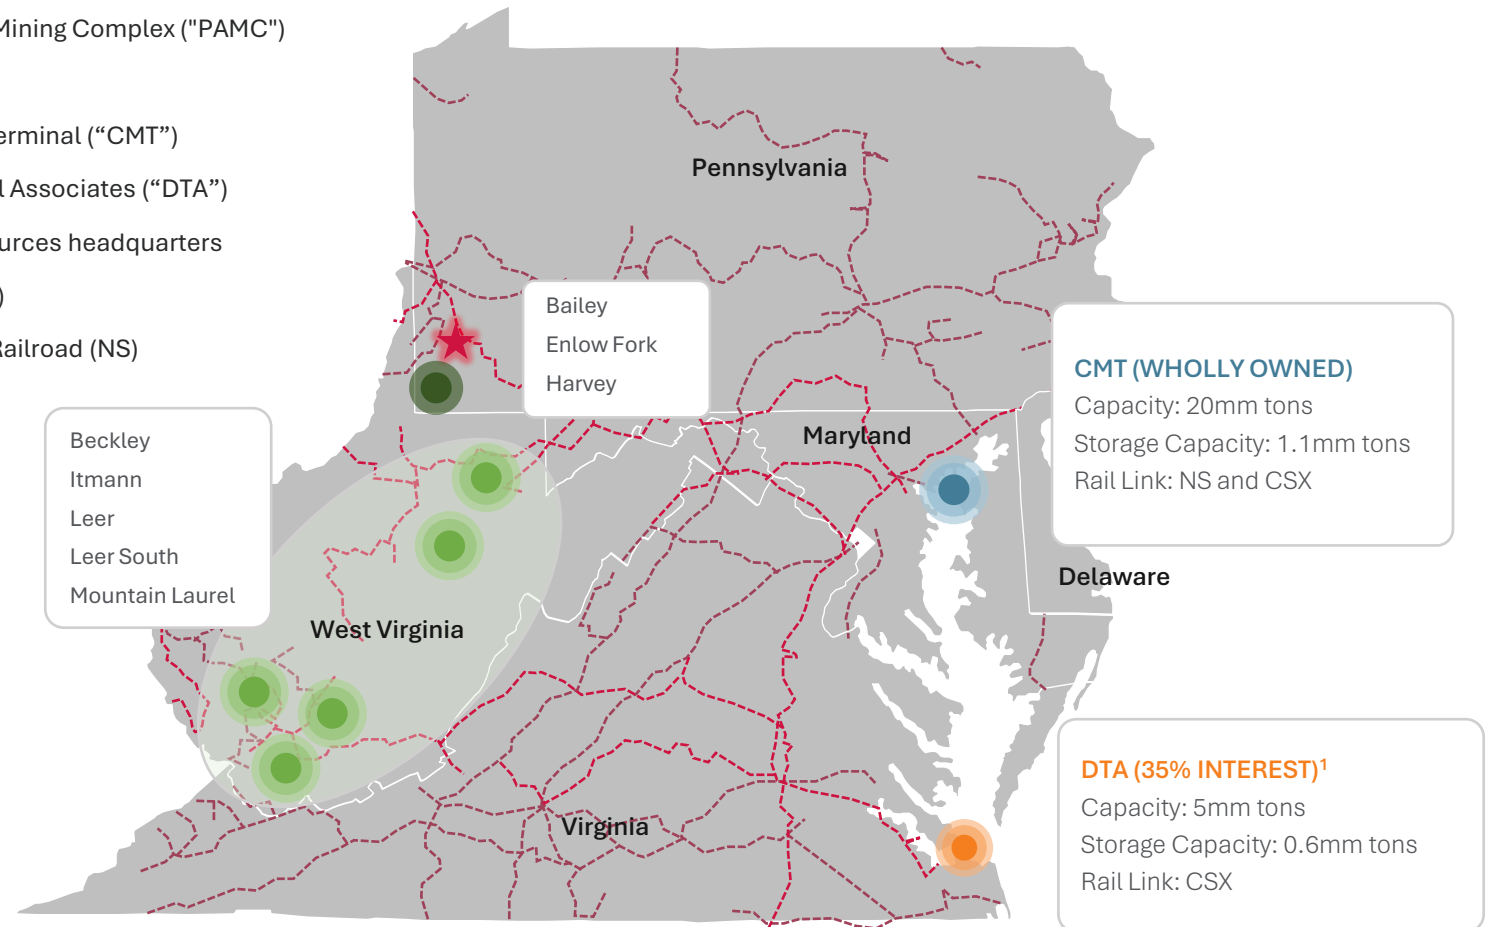 Mining Complex ("PAMC")
erminal (“CMT”)
l Associates (“DTA”)
urces headquarters
)
Railroad (NS)
Pennsylvania
Bailey
Enlow Fork
Harvey
CMT (WHOLLY OWNED)
Capacity: 20mm tons
Storage Capacity: 1.1mm tons
Rail Link: NS and CSX
Maryland
Beckley
Itmann
Leer
Leer South
Mountain Laurel
Delaware
West Virginia
DTA (35% INTEREST)¹
Capacity: 5mm tons
Storage Capacity: 0.6mm tons
Rail Link: CSX
Virginia